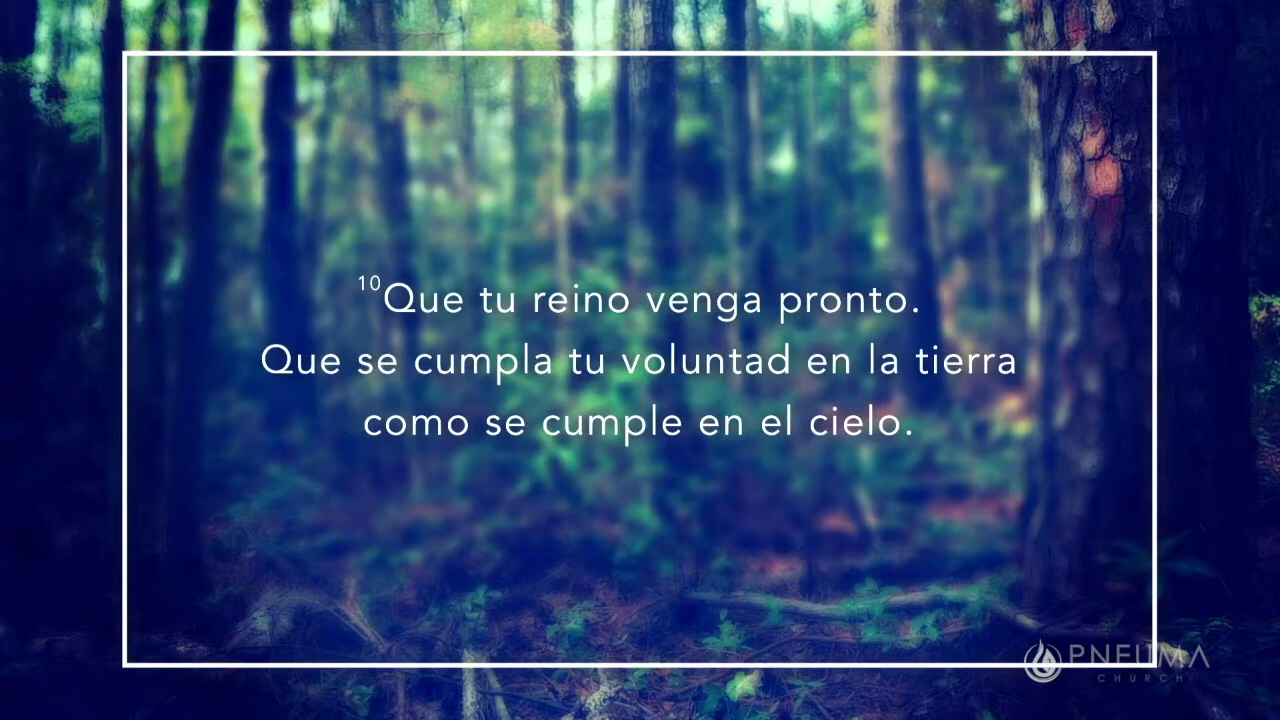 10Que tu reino venga pronto.
Que se cumpla tu voluntad en la tierra
como se cumple en el cielo.
PNEUMA
CHURCH